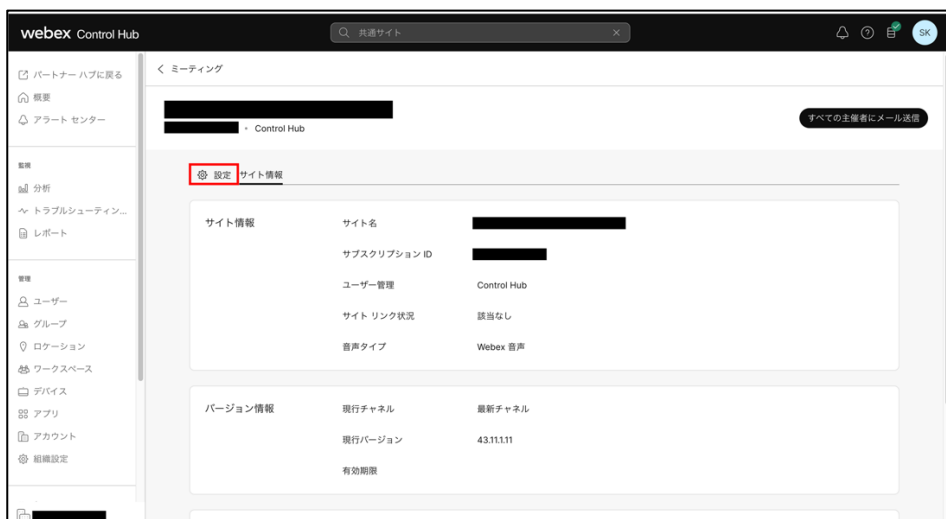 webex Control Hub
共通サイト
SK
パートナー ハブに戻る
概要
アラート センター
監視
分析
トラブルシューティン...
レポート
管理
ユーザー
グループ
ロケーション
ワークスペース
デバイス
アプリ
アカウント
組織設定
ミーティング
• Control Hub
すべての主催者にメール送信
設定 サイト情報
サイト情報
サイト名
サブスクリプション ID
ユーザー管理 Control Hub
サイト リンク状況 該当なし
音声タイプ Webex 音声
バージョン情報
現行チャネル 最新チャネル
現行バージョン 43.11.1.11
有効期限